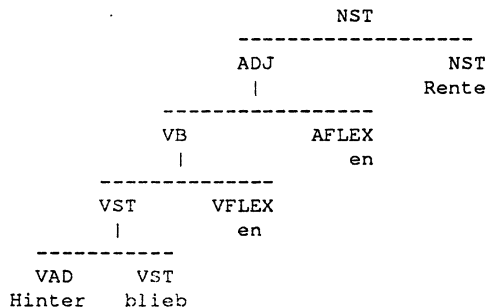 NST
ADJ NST
Rente
VB AFLEX
en
VST VFLEX
en
VAD VST
Hinter blieb